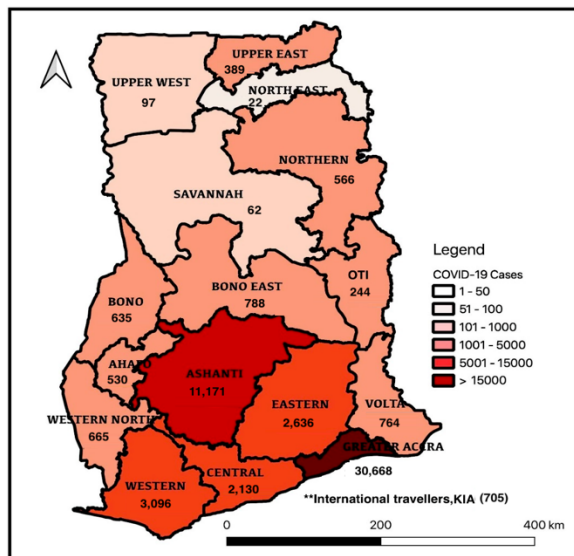 UPPER EAST
389
UPPER WEST
97
NORTH EAST
22
NORTHERN
566
SAVANNAH
62
OTI
244
BONO EAST
788
BONO
635
AHAFO
530
ASHANTI
11,171
EASTERN
2,636
VOLTA
764
WESTERN NORTH
665
GREATER ACCRA
30,668
CENTRAL
2,130
WESTERN
3,096
**International travellers,KIA (705)
Legend
COVID-19 Cases
1 - 50
51 - 100
101 - 1000
1001 - 5000
5001 - 15000
> 15000
0 200 400 km